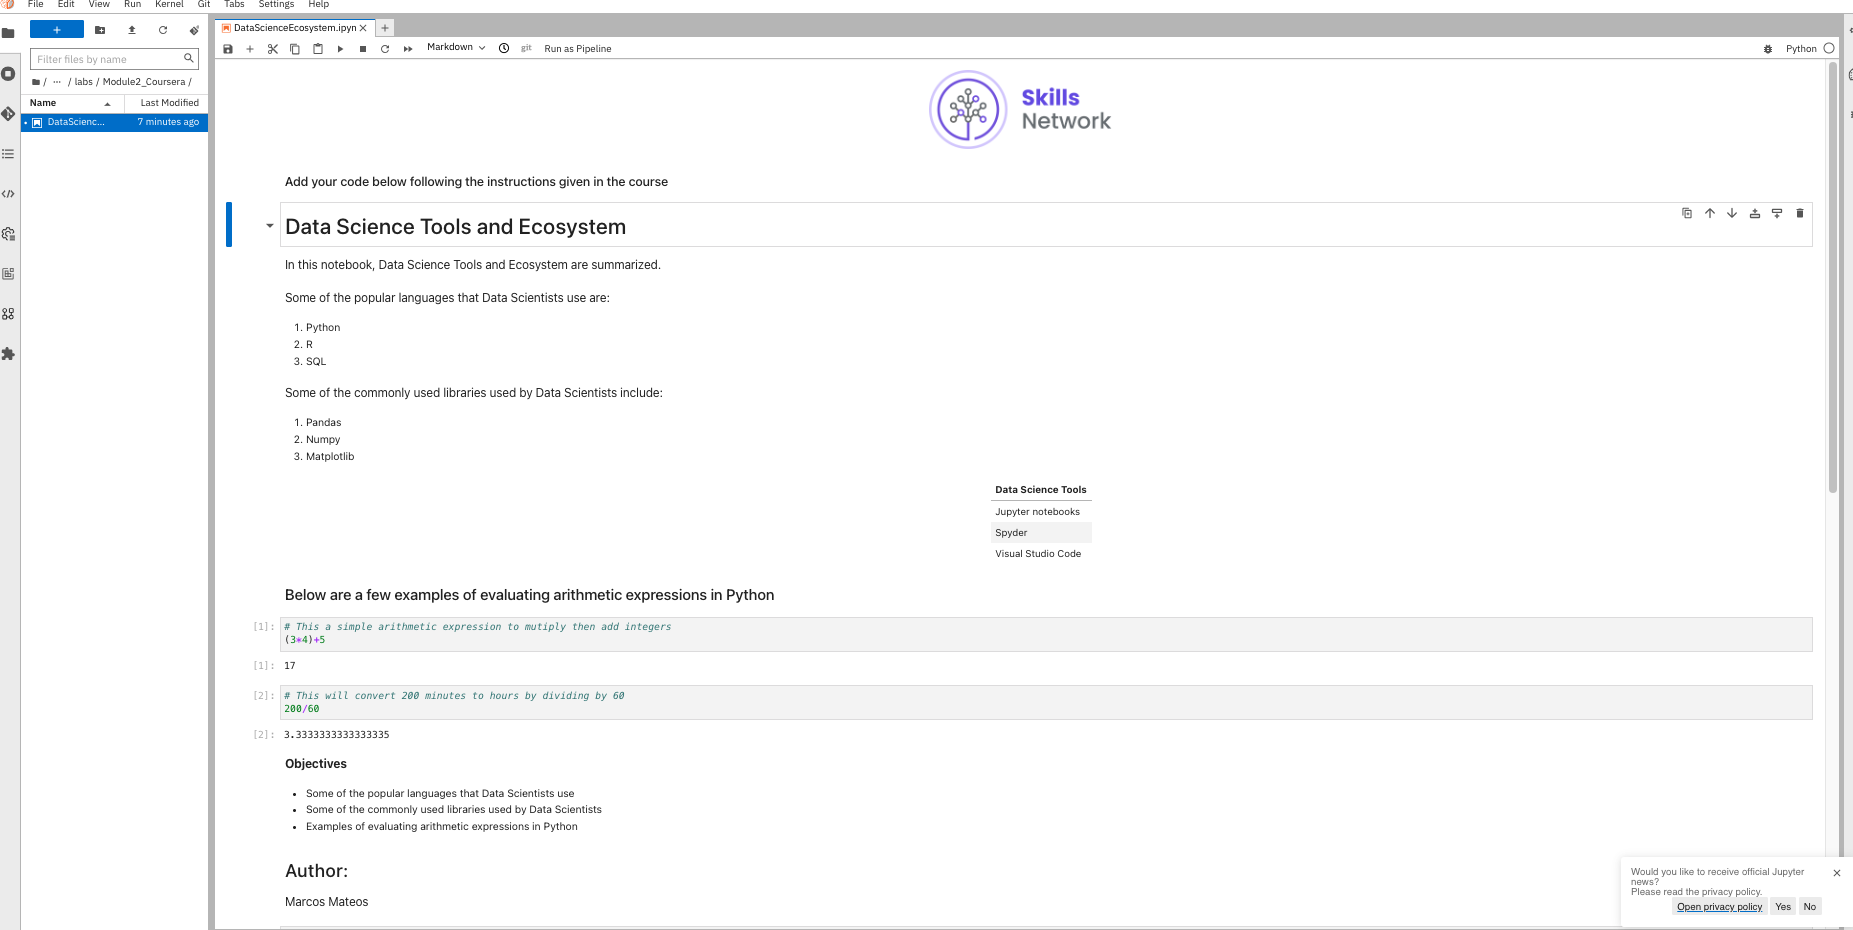 File Edit View Run Kernel Git Tabs Settings Help
DataScienceEcosystem.ipynb
Markdown git Run as Pipeline Python
Filter files by name
/ ··· / labs / Module2_Coursera /
Name Last Modified
DataScienc... 7 minutes ago
Skills
Network
Add your code below following the instructions given in the course
Data Science Tools and Ecosystem
In this notebook, Data Science Tools and Ecosystem are summarized.
Some of the popular languages that Data Scientists use are:
1. Python
2. R
3. SQL
Some of the commonly used libraries used by Data Scientists include:
1. Pandas
2. Numpy
3. Matplotlib
Data Science Tools
Jupyter notebooks
Spyder
Visual Studio Code
Below are a few examples of evaluating arithmetic expressions in Python
[1]: # This a simple arithmetic expression to mutiply then add integers
(3*4)+5
[1]: 17
[2]: # This will convert 200 minutes to hours by dividing by 60
200/60
[2]: 3.3333333333333335
Objectives
• Some of the popular languages that Data Scientists use
• Some of the commonly used libraries used by Data Scientists
• Examples of evaluating arithmetic expressions in Python
Author:
Marcos Mateos
Would you like to receive official Jupyter
news?
Please read the privacy policy.
Open privacy policy Yes No